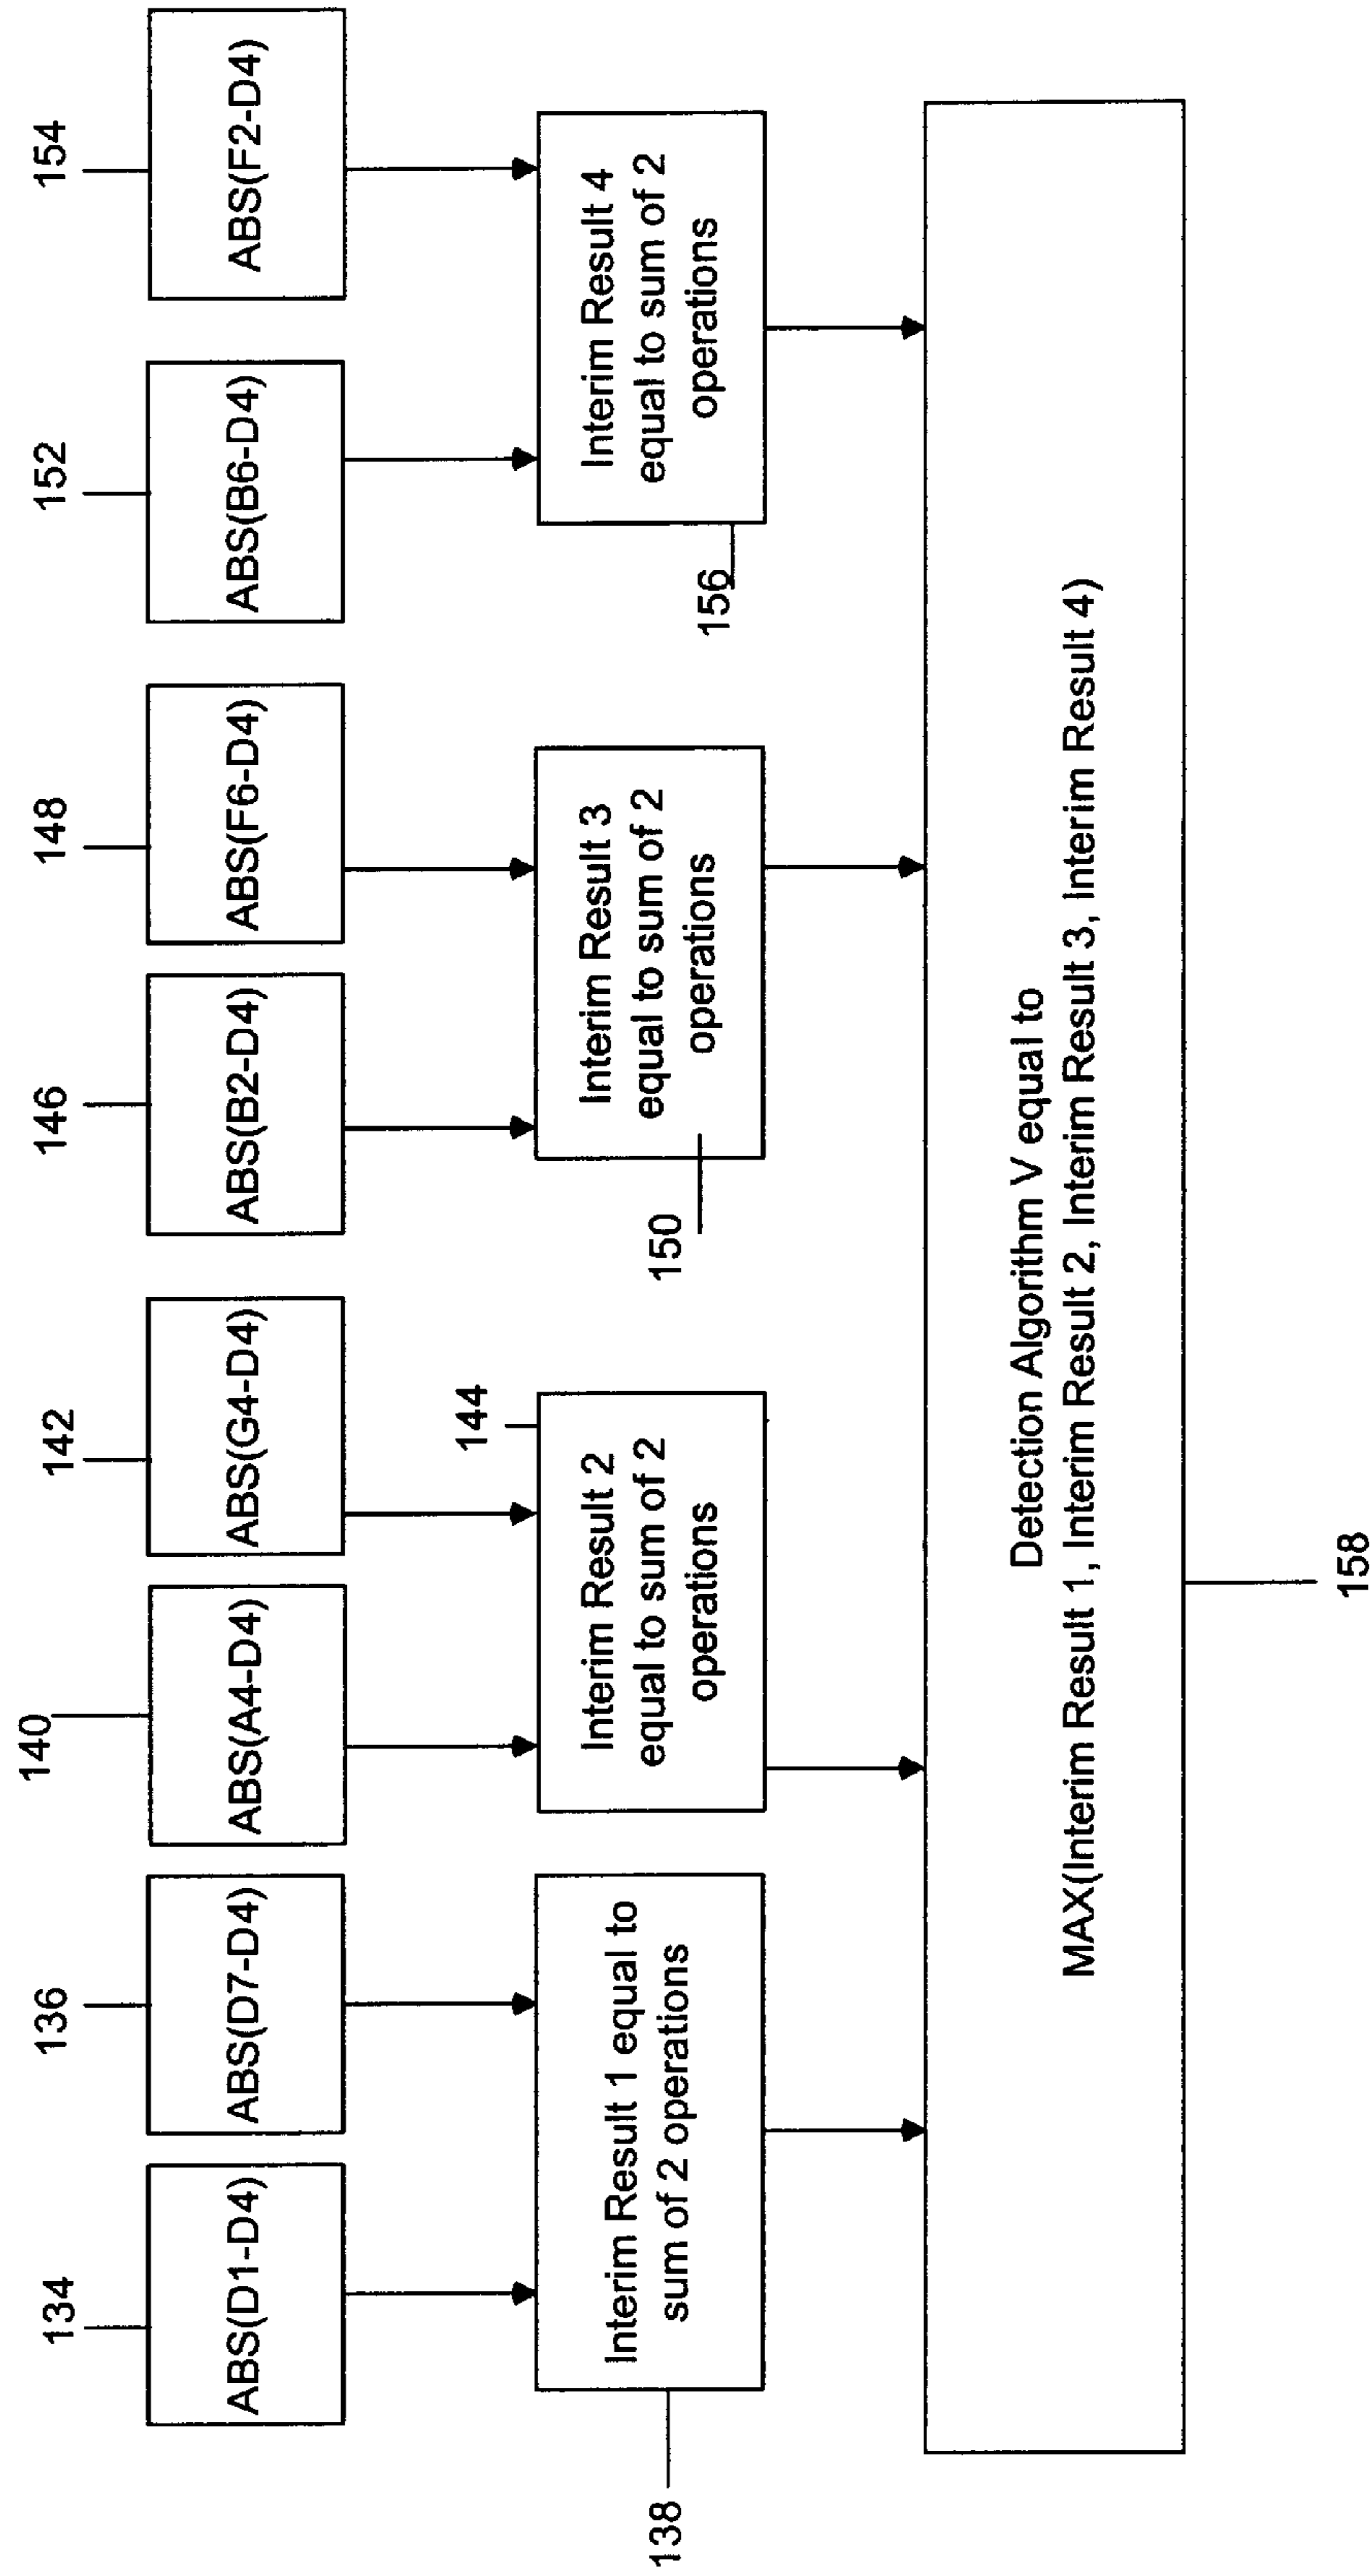 134
136
140
142
146
148
152
154
ABS(D1-D4)
ABS(D7-D4)
ABS(A4-D4)
ABS(G4-D4)
ABS(B2-D4)
ABS(F6-D4)
ABS(B6-D4)
ABS(F2-D4)
138
Interim Result 1 equal to
sum of 2 operations
144
Interim Result 2
equal to sum of 2
operations
150
Interim Result 3
equal to sum of 2
operations
156
Interim Result 4
equal to sum of 2
operations
Detection Algorithm V equal to
MAX(Interim Result 1, Interim Result 2, Interim Result 3, Interim Result 4)
158